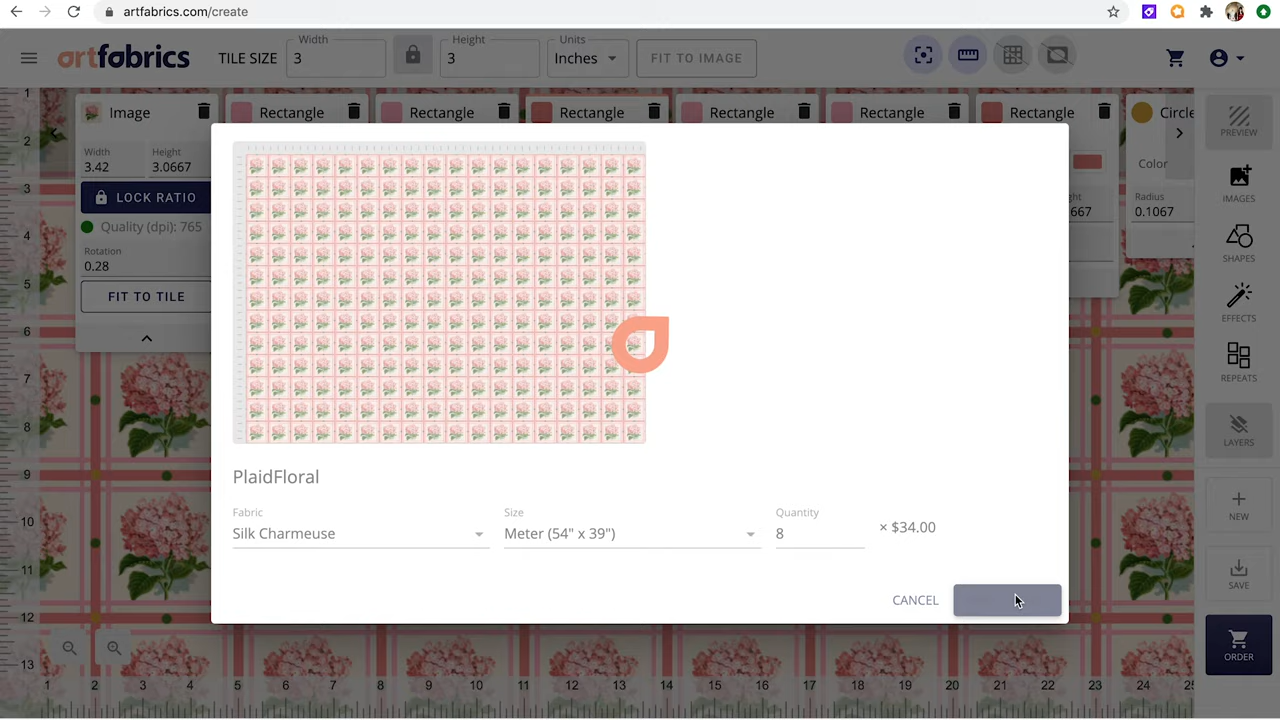 artfabrics.com/create
artfabrics
TILE SIZE
Width
3
Height
3
Units
Inches
FIT TO IMAGE
Image
Rectangle
Rectangle
Rectangle
Rectangle
Rectangle
Rectangle
Circle
Width
3.42
Height
3.0667
LOCK RATIO
Quality (dpi): 765
Rotation
0.28
FIT TO TILE
ght
667
Color
Radius
0.1067
PREVIEW
IMAGES
SHAPES
EFFECTS
REPEATS
LAYERS
NEW
SAVE
ORDER
PlaidFloral
Fabric
Silk Charmeuse
Size
Meter (54" x 39")
Quantity
8
× $34.00
CANCEL
1
2
3
4
5
6
7
8
9
10
11
12
13
1 2 3 4 5 6 7 8 9 10 11 12 13 14 15 16 17 18 19 20 21 22 23 24 25